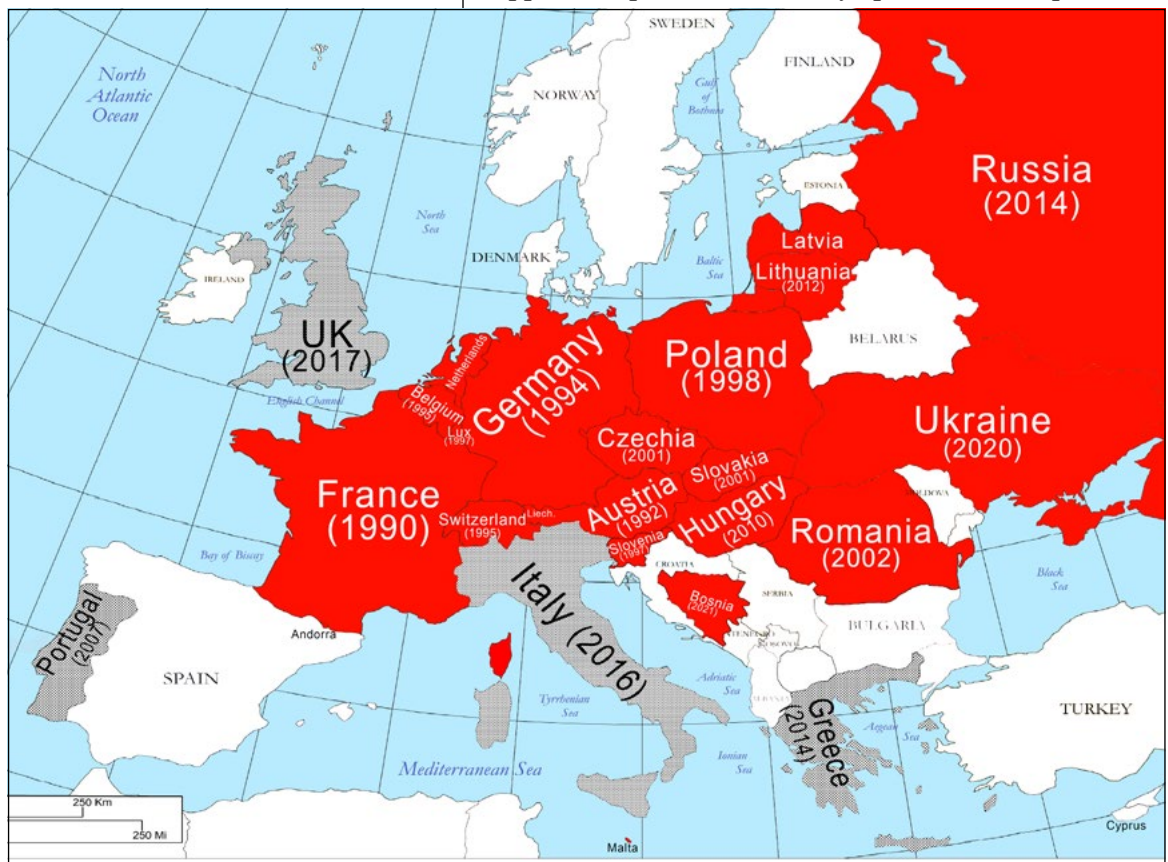 SWEDEN
FINLAND
North
Atlantic
Ocean
NORWAY
Gulf
of
Bothnia
Russia
(2014)
ESTONIA
North
Sea
Latvia
DENMARK
Baltic
Sea
Lithuania
(2012)
IRELAND
BELARUS
UK
(2017)
Netherlands
Germany
(1994)
Poland
(1998)
English Channel
Belgium
(1995)
Lux
(1997)
Ukraine
(2020)
Czechia
(2001)
Slovakia
(2001)
France
(1990)
Austria
(1992)
Hungary
(2010)
MOLDOVA
Switzerland
(1995)
Liech.
Slovenia
(1997)
Romania
(2002)
Bay of Biscay
CROATIA
Italy (2016)
Bosnia
(2021)
SERBIA
Black
Sea
Portugal
(2007)
Andorra
BULGARIA
KOSOVO
SPAIN
Adriatic
Sea
Tyrrhenian
Sea
ALBANIA
Greece
(2014)
Aegean
Sea
TURKEY
Ionian
Sea
Mediterranean Sea
250 Km
250 Mi
Malta
Cyprus